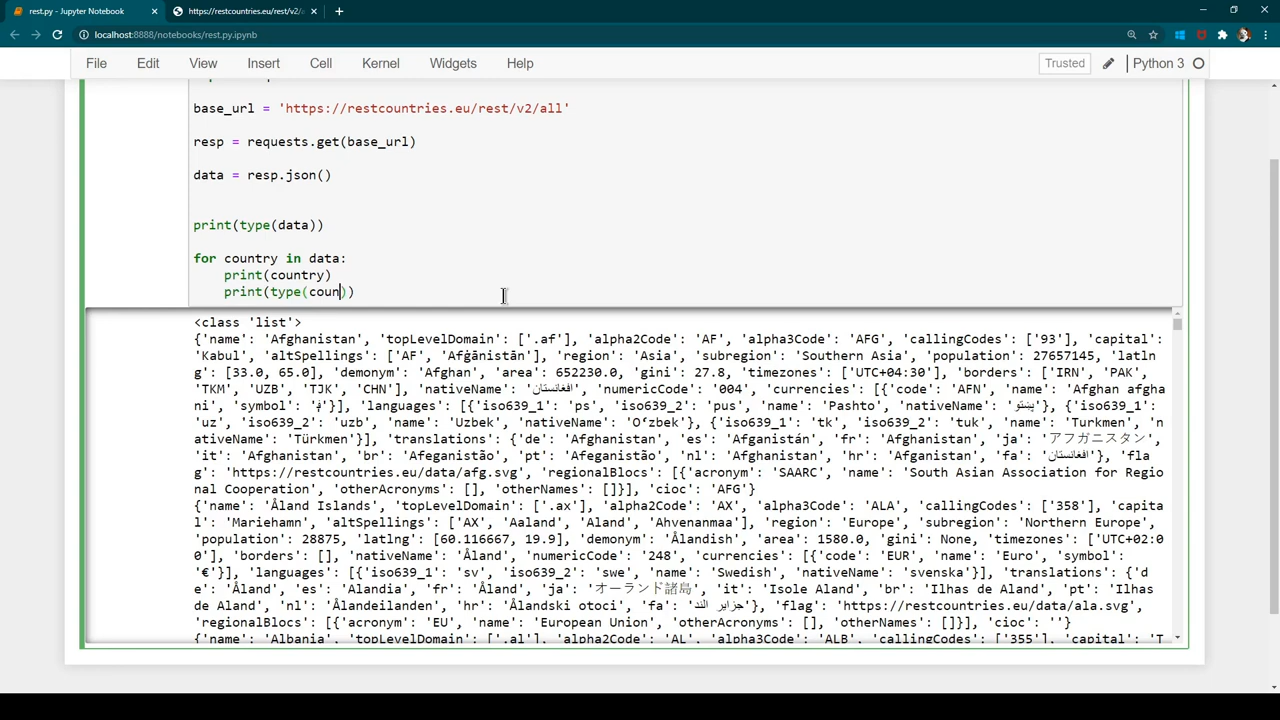 rest.py - Jupyter Notebook
https://restcountries.eu/rest/v2/a
localhost:8888/notebooks/rest.py.ipynb
File Edit View Insert Cell Kernel Widgets Help Trusted Python 3
base_url = 'https://restcountries.eu/rest/v2/all'
resp = requests.get(base_url)
data = resp.json()
print(type(data))
for country in data:
print(country)
print(type(coun))
<class 'list'>
{'name': 'Afghanistan', 'topLevelDomain': ['.af'], 'alpha2Code': 'AF', 'alpha3Code': 'AFG', 'callingCodes': ['93'], 'capital':
'Kabul', 'altSpellings': ['AF', 'Afġānistān'], 'region': 'Asia', 'subregion': 'Southern Asia', 'population': 27657145, 'latln
g': [33.0, 65.0], 'demonym': 'Afghan', 'area': 652230.0, 'gini': 27.8, 'timezones': ['UTC+04:30'], 'borders': ['IRN', 'PAK',
'TKM', 'UZB', 'TJK', 'CHN'], 'nativeName': 'افغانستان', 'numericCode': '004', 'currencies': [{'code': 'AFN', 'name': 'Afghan afgha
ni', 'symbol': '؋'}], 'languages': [{'iso639_1': 'ps', 'iso639_2': 'pus', 'name': 'Pashto', 'nativeName': 'پښتو'}, {'iso639_1':
'uz', 'iso639_2': 'uzb', 'name': 'Uzbek', 'nativeName': 'Oʻzbek'}, {'iso639_1': 'tk', 'iso639_2': 'tuk', 'name': 'Turkmen', 'n
ativeName': 'Türkmen'}], 'translations': {'de': 'Afghanistan', 'es': 'Afganistán', 'fr': 'Afghanistan', 'ja': 'アフガニスタン',
'it': 'Afghanistan', 'br': 'Afeganistão', 'pt': 'Afeganistão', 'nl': 'Afghanistan', 'hr': 'Afganistan', 'fa': 'افغانستان'}, 'fla
g': 'https://restcountries.eu/data/afg.svg', 'regionalBlocs': [{'acronym': 'SAARC', 'name': 'South Asian Association for Regio
nal Cooperation', 'otherAcronyms': [], 'otherNames': []}], 'cioc': 'AFG'}
{'name': 'Åland Islands', 'topLevelDomain': ['.ax'], 'alpha2Code': 'AX', 'alpha3Code': 'ALA', 'callingCodes': ['358'], 'capita
l': 'Mariehamn', 'altSpellings': ['AX', 'Aaland', 'Aland', 'Ahvenanmaa'], 'region': 'Europe', 'subregion': 'Northern Europe',
'population': 28875, 'latlng': [60.116667, 19.9], 'demonym': 'Ålandish', 'area': 1580.0, 'gini': None, 'timezones': ['UTC+02:0
0'], 'borders': [], 'nativeName': 'Åland', 'numericCode': '248', 'currencies': [{'code': 'EUR', 'name': 'Euro', 'symbol':
'€'}], 'languages': [{'iso639_1': 'sv', 'iso639_2': 'swe', 'name': 'Swedish', 'nativeName': 'svenska'}], 'translations': {'d
e': 'Åland', 'es': 'Alandia', 'fr': 'Åland', 'ja': 'オーランド諸島', 'it': 'Isole Aland', 'br': 'Ilhas de Aland', 'pt': 'Ilhas
de Aland', 'nl': 'Ålandeilanden', 'hr': 'Ålandski otoci', 'fa': 'جزایر الند'}, 'flag': 'https://restcountries.eu/data/ala.svg',
'regionalBlocs': [{'acronym': 'EU', 'name': 'European Union', 'otherAcronyms': [], 'otherNames': []}], 'cioc': ''}
{'name': 'Albania', 'topLevelDomain': ['.al'], 'alpha2Code': 'AL', 'alpha3Code': 'ALB', 'callingCodes': ['355'], 'capital': 'T